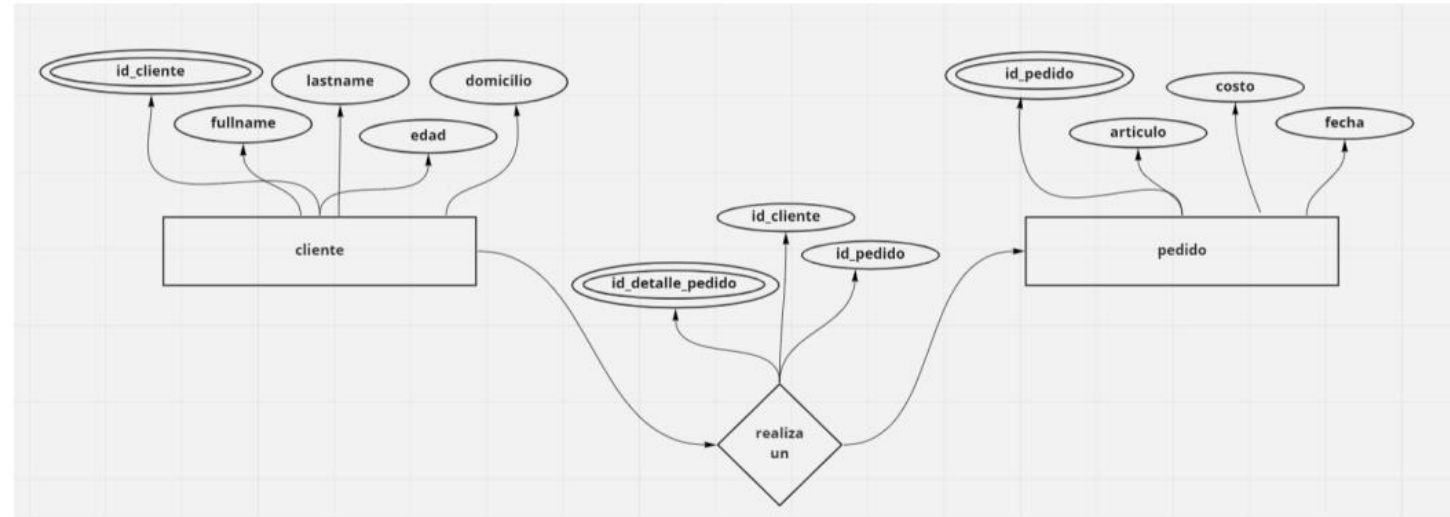 id_cliente
lastname
domicilio
fullname
edad
cliente
id_cliente
id_pedido
id_detalle_pedido
realiza
un
id_pedido
costo
articulo
fecha
pedido